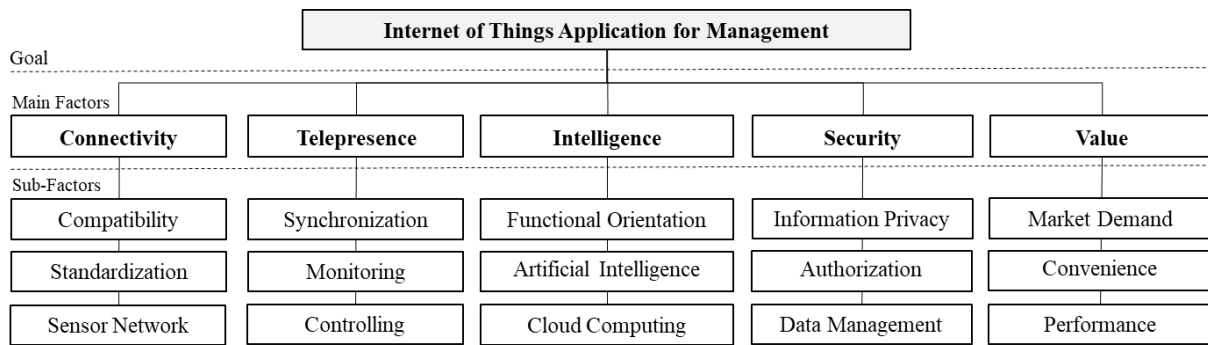 Internet of Things Application for Management
Goal
Main Factors
Connectivity
Telepresence
Intelligence
Security
Value
Sub-Factors
Compatibility
Synchronization
Functional Orientation
Information Privacy
Market Demand
Standardization
Monitoring
Artificial Intelligence
Authorization
Convenience
Sensor Network
Controlling
Cloud Computing
Data Management
Performance